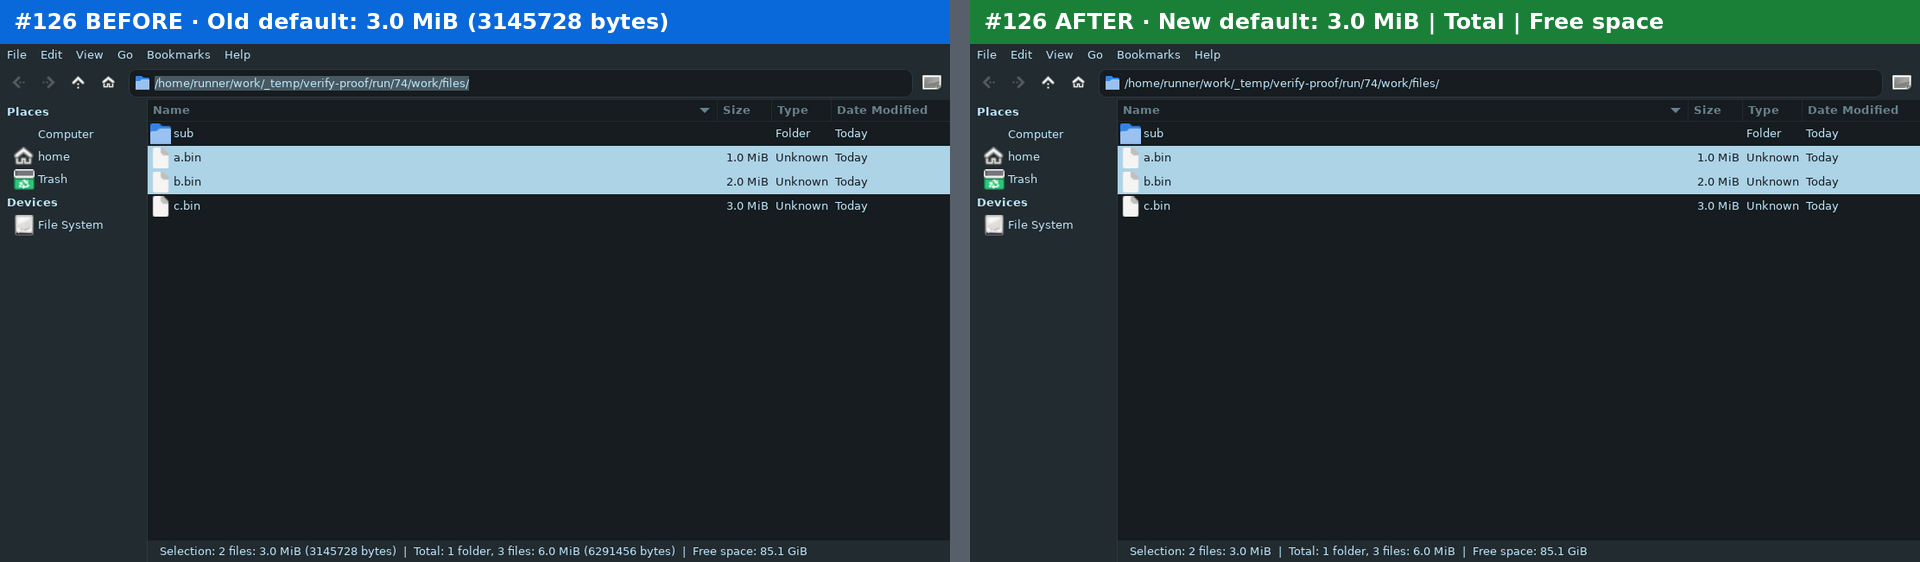 #126 BEFORE · Old default: 3.0 MiB (3145728 bytes)
File Edit View Go Bookmarks Help
/home/runner/work/_temp/verify-proof/run/74/work/files/
Places
Computer
home
Trash
Devices
File System
Name Size Type Date Modified
sub Folder Today
a.bin 1.0 MiB Unknown Today
b.bin 2.0 MiB Unknown Today
c.bin 3.0 MiB Unknown Today
Selection: 2 files: 3.0 MiB (3145728 bytes) | Total: 1 folder, 3 files: 6.0 MiB (6291456 bytes) | Free space: 85.1 GiB
#126 AFTER · New default: 3.0 MiB | Total | Free space
File Edit View Go Bookmarks Help
/home/runner/work/_temp/verify-proof/run/74/work/files/
Places
Computer
home
Trash
Devices
File System
Name Size Type Date Modified
sub Folder Today
a.bin 1.0 MiB Unknown Today
b.bin 2.0 MiB Unknown Today
c.bin 3.0 MiB Unknown Today
Selection: 2 files: 3.0 MiB | Total: 1 folder, 3 files: 6.0 MiB | Free space: 85.1 GiB